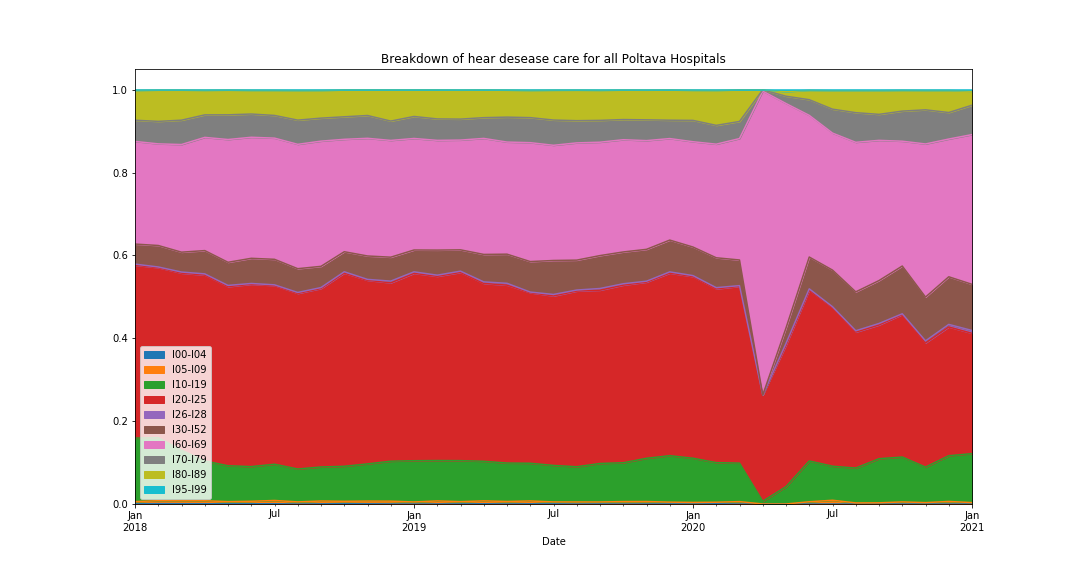 Breakdown of hear desease care for all Poltava Hospitals
1.0
0.8
0.6
0.4
0.2
0.0
I00-I04
I05-I09
I10-I19
I20-I25
I26-I28
I30-I52
I60-I69
I70-I79
I80-I89
I95-I99
Jan Jul Jan Jul Jan Jul Jan
2018 2019 2020 2021
Date